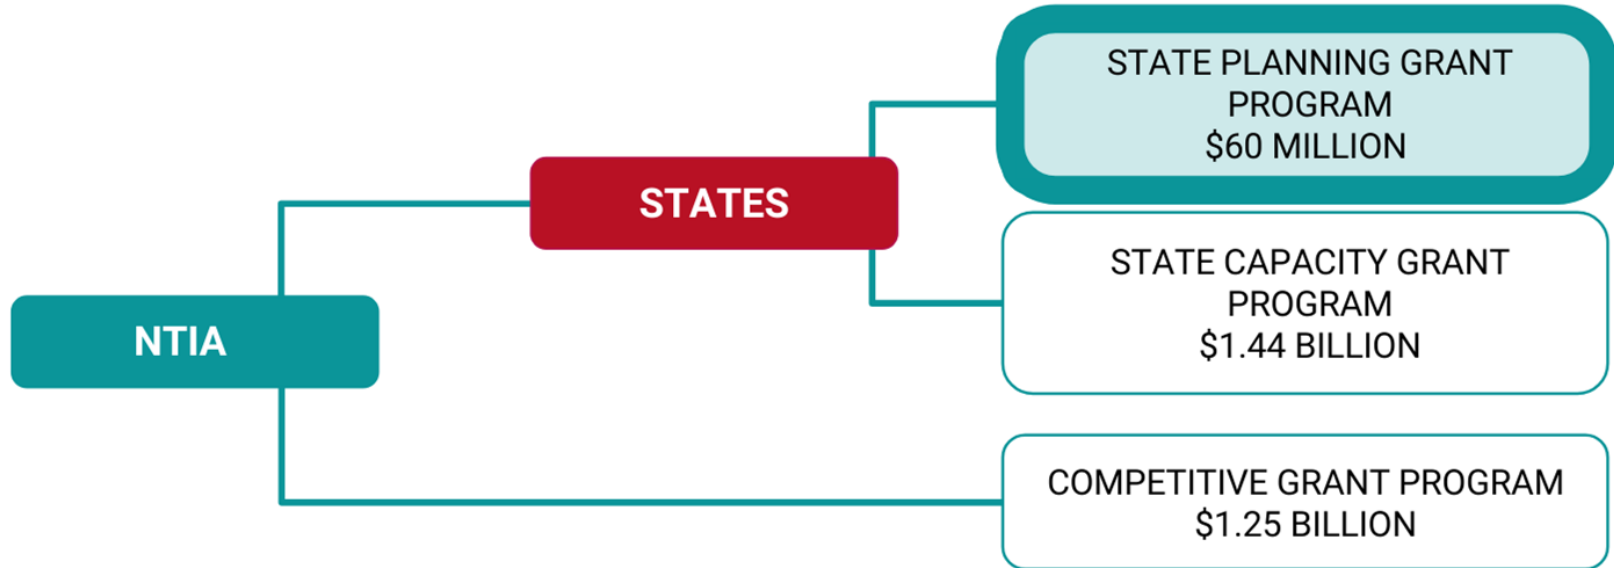 STATE PLANNING GRANT
PROGRAM
$60 MILLION
STATES
STATE CAPACITY GRANT
PROGRAM
$1.44 BILLION
NTIA
COMPETITIVE GRANT PROGRAM
$1.25 BILLION